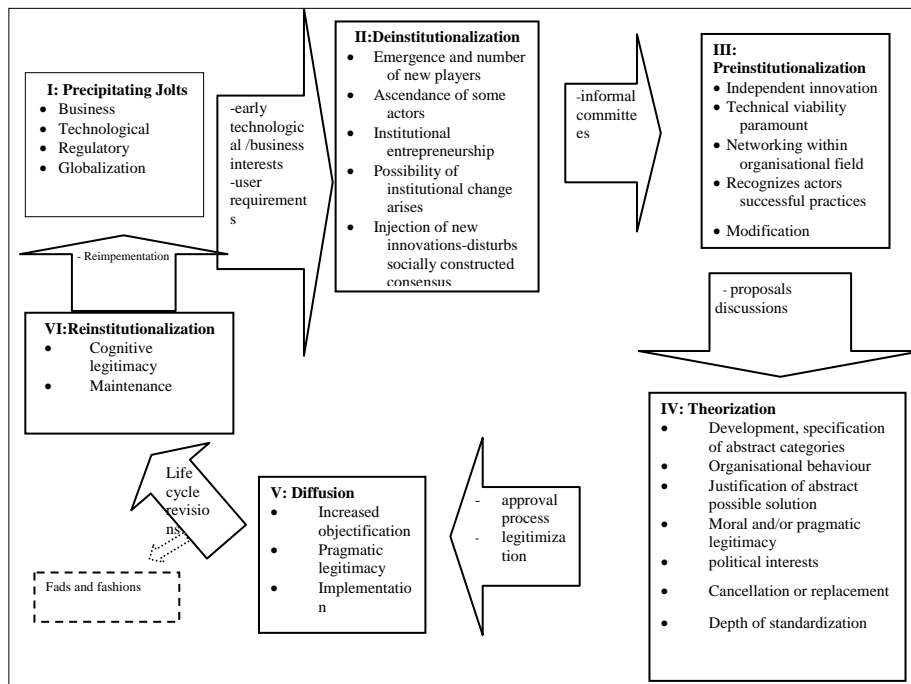 I: Precipitating Jolts
• Business
• Technological
• Regulatory
• Globalization
-early
technologic
al /business
interests
-user
requirement
s
II:Deinstitutionalization
• Emergence and number
of new players
• Ascendance of some
actors
• Institutional
entrepreneurship
• Possibility of
institutional change
arises
• Injection of new
innovations-disturbs
socially constructed
consensus
-informal
committe
es
III:
Preinstitutionalization
• Independent innovation
• Technical viability
paramount
• Networking within
organisational field
• Recognizes actors
successful practices
• Modification
- proposals
discussions
IV: Theorization
• Development, specification
of abstract categories
• Organisational behaviour
• Justification of abstract
possible solution
• Moral and/or pragmatic
legitimacy
• political interests
• Cancellation or replacement
• Depth of standardization
- approval
process
- legitimiz
ation
V: Diffusion
• Increased
objectification
• Pragmatic
legitimacy
• Implementatio
n
Life
cycle
revisio
ns
Fads and fashions
VI:Reinstitutionalization
• Cognitive
legitimacy
• Maintenance
- Reimpementation